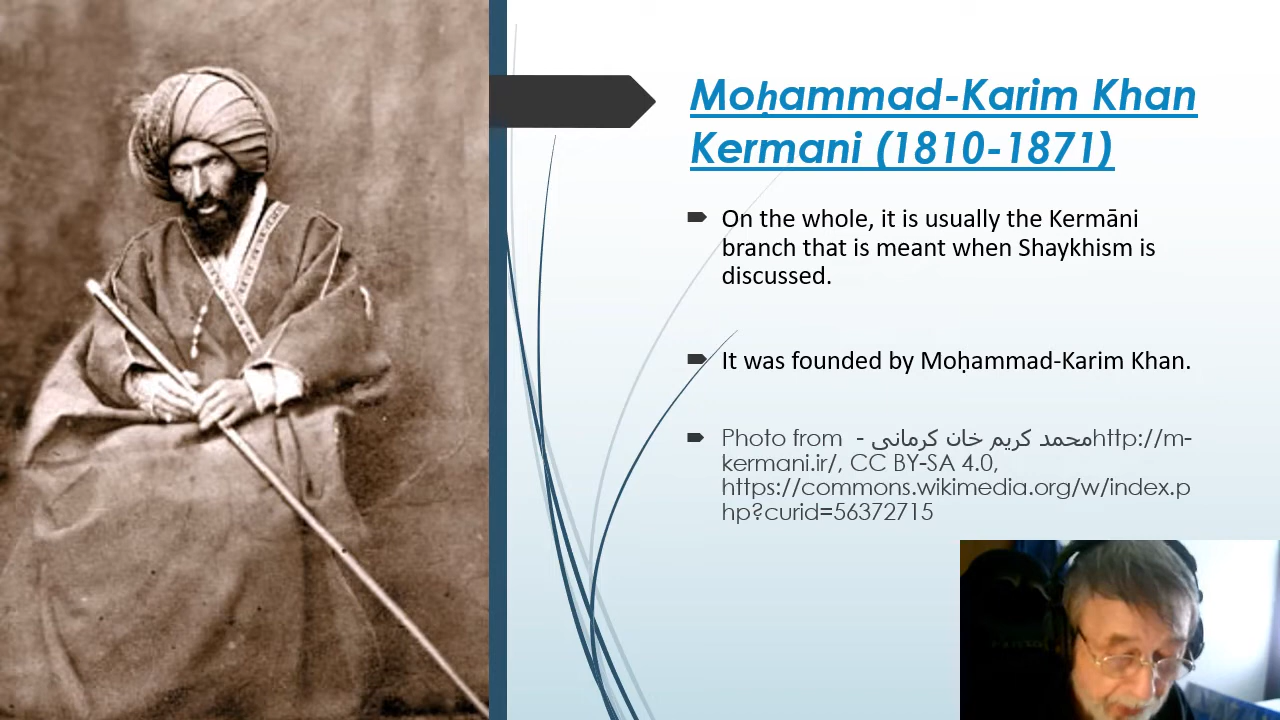 Moḥammad-Karim Khan
Kermani (1810-1871)
On the whole, it is usually the Kermāni
branch that is meant when Shaykhism is
discussed.
It was founded by Moḥammad-Karim Khan.
Photo from محمد کریم خان کرمانی - http://m-
kermani.ir/, CC BY-SA 4.0,
https://commons.wikimedia.org/w/index.p
hp?curid=56372715